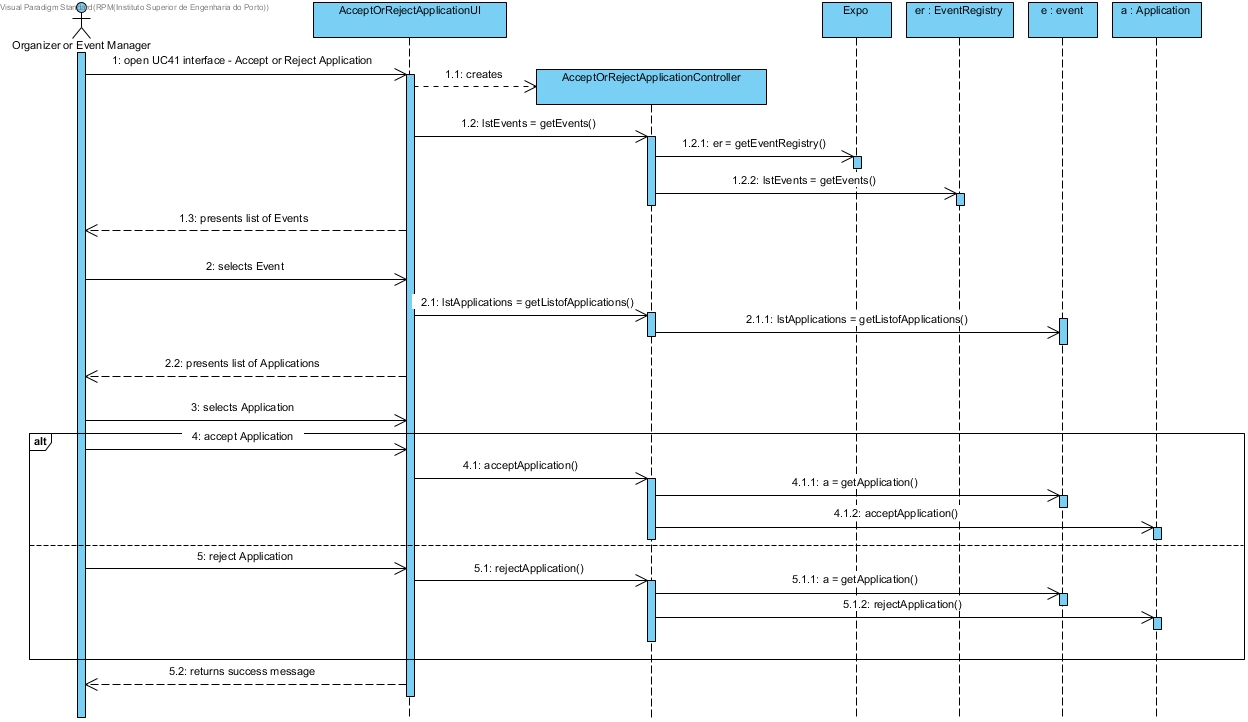 Visual Paradigm Standard(RPM(Instituto Superior de Engenharia do Porto))
AcceptOrRejectApplicationUI
Expo
er : EventRegistry
e : event
a : Application
Organizer or Event Manager
1: open UC41 interface - Accept or Reject Application
1.1: creates
AcceptOrRejectApplicationController
1.2: lstEvents = getEvents()
1.2.1: er = getEventRegistry()
1.2.2: lstEvents = getEvents()
1.3: presents list of Events
2: selects Event
2.1: lstApplications = getListofApplications()
2.1.1: lstApplications = getListofApplications()
2.2: presents list of Applications
3: selects Application
alt
4: accept Application
4.1: acceptApplication()
4.1.1: a = getApplication()
4.1.2: acceptApplication()
5: reject Application
5.1: rejectApplication()
5.1.1: a = getApplication()
5.1.2: rejectApplication()
5.2: returns success message